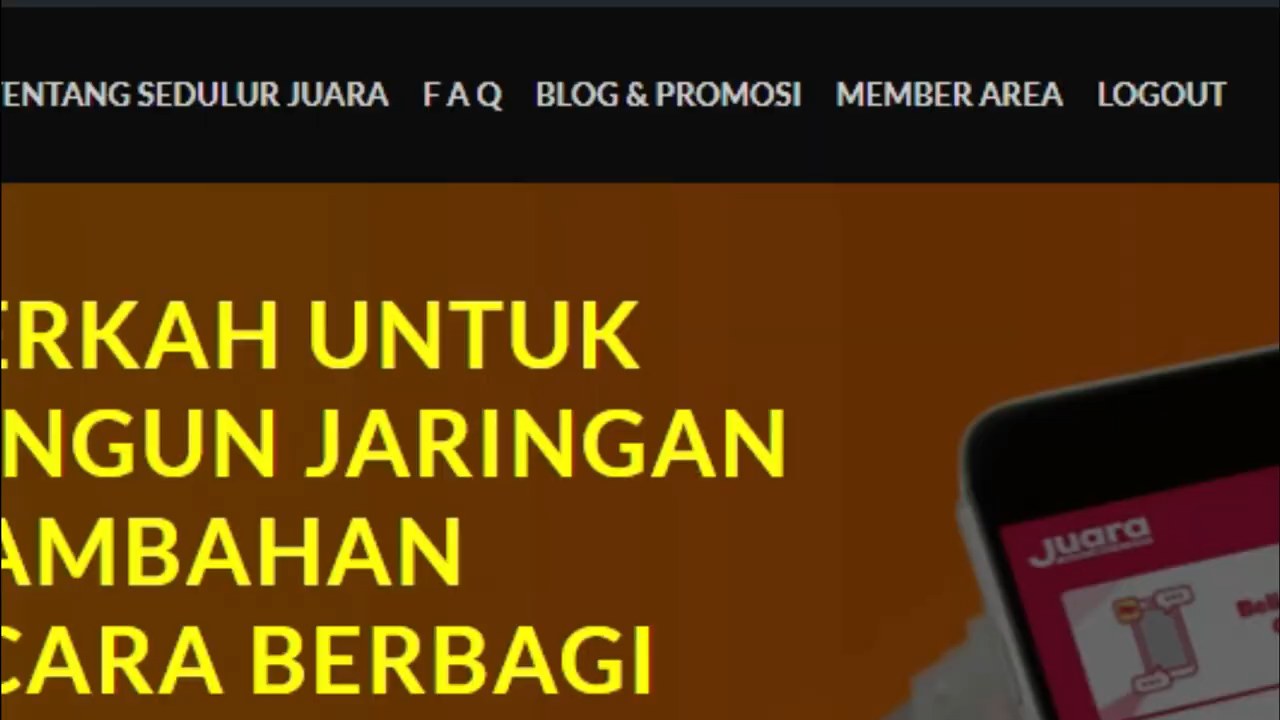 ENTANG SEDULUR JUARA F A Q BLOG & PROMOSI MEMBER AREA LOGOUT
ERKAH UNTUK
NGUN JARINGAN
AMBAHAN
CARA BERBAGI
Juara